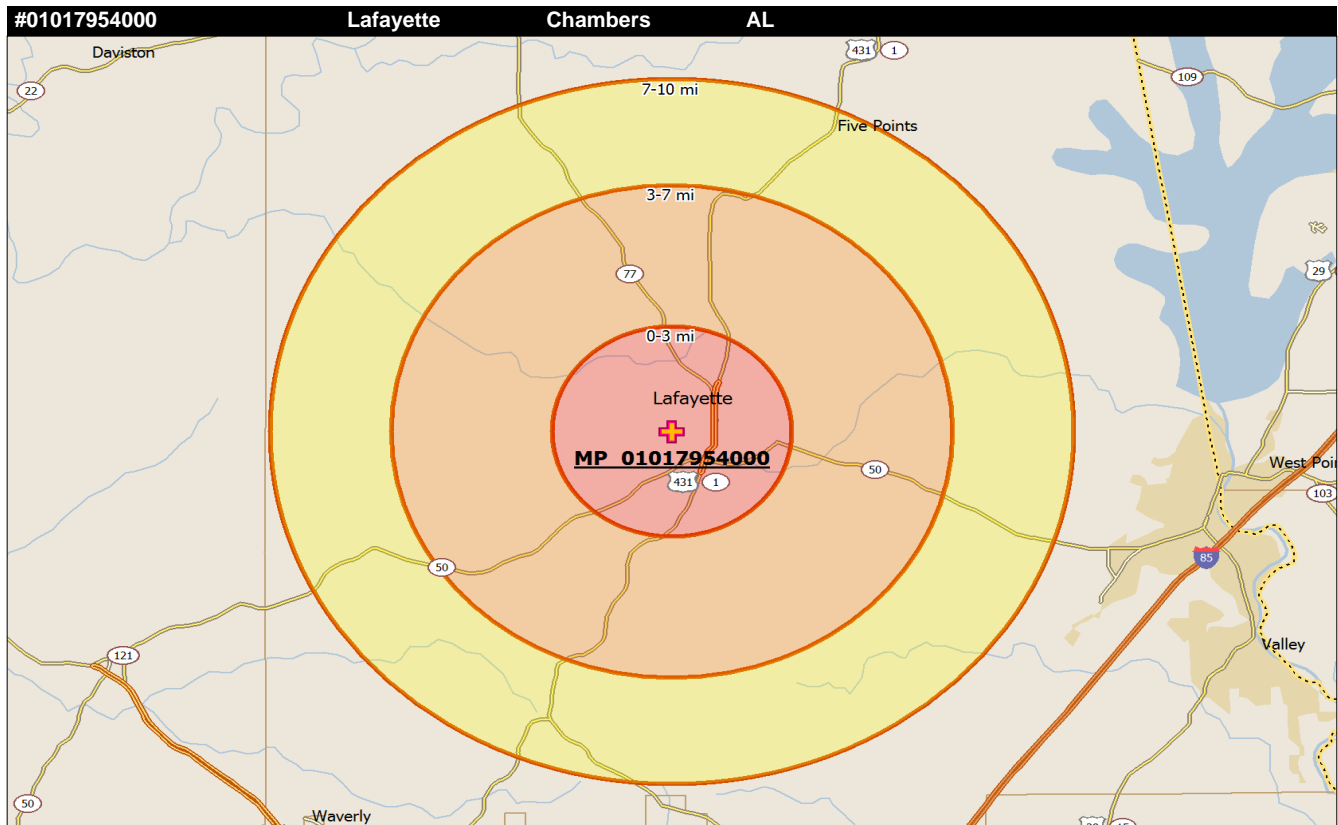 #01017954000 Lafayette Chambers AL
Daviston
431 1
109
22
7-10 mi
Five Points
3-7 mi
77
29
0-3 mi
Lafayette
MP 01017954000
50
West Poin
431 1
103
85
50
Valley
121
50
Waverly